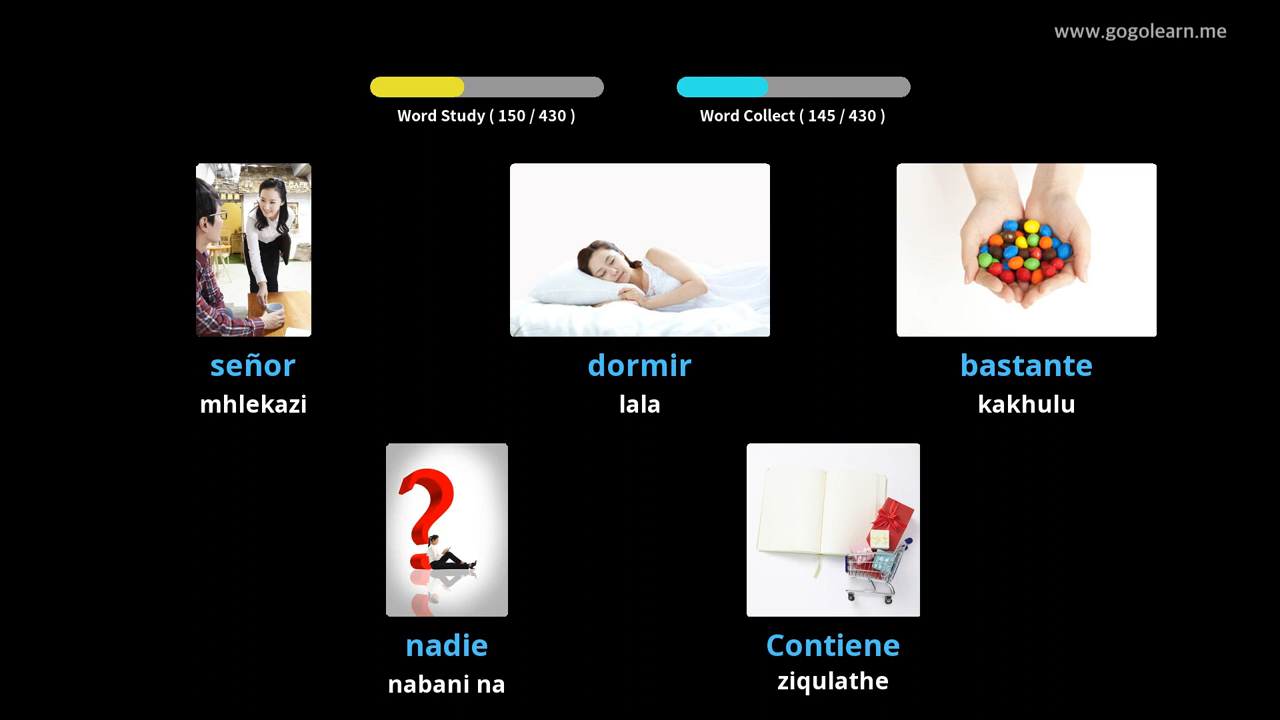 www.gogolearn.me
Word Study ( 150 / 430 )
Word Collect ( 145 / 430 )
señor
mhlekazi
dormir
lala
bastante
kakhulu
nadie
nabani na
Contiene
ziqulathe